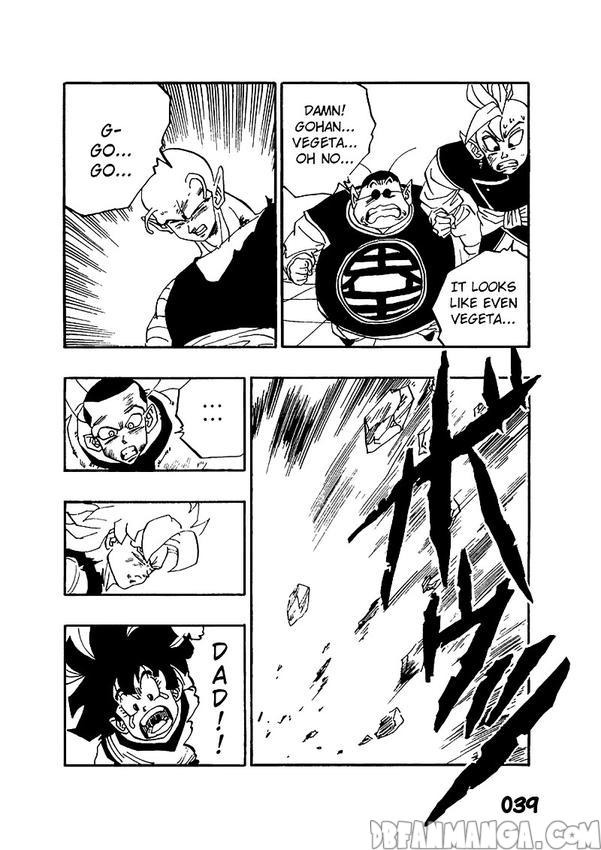 DAMN!
GOHAN...
VEGETA...
OH NO...
IT LOOKS
LIKE EVEN
VEGETA...
G-
GO...
GO...
...
...
DAD!!
039
DBFANMANGA.COM